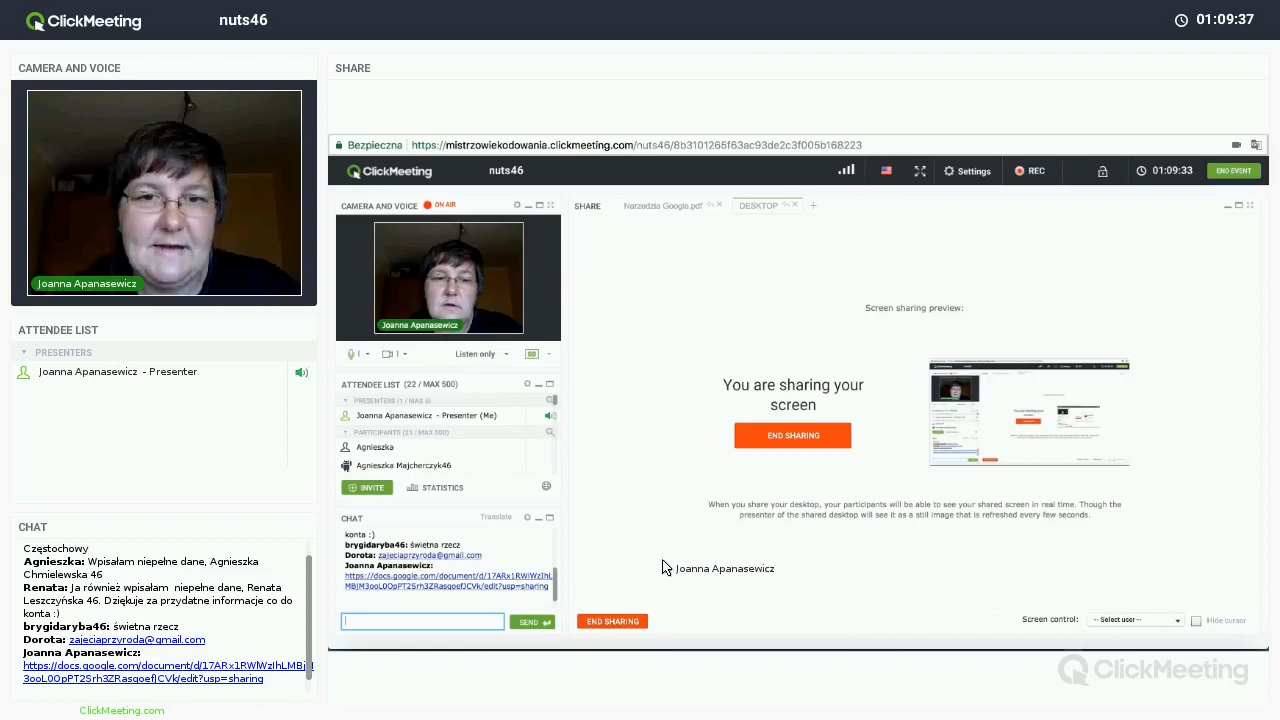 ClickMeeting
nuts46
01:09:37
CAMERA AND VOICE
Joanna Apanasewicz
ATTENDEE LIST
PRESENTERS
Joanna Apanasewicz - Presenter
CHAT
Częstochowy
Agnieszka: Wpisałam niepełne dane, Agnieszka
Chmielewska 46
Renata: Ja również wpisałam niepełne dane, Renata
Leszczyńska 46. Dziękuje za przydatne informacje co do
konta :)
brygidaryba46: świetna rzecz
Dorota: zajeciaprzyroda@gmail.com
Joanna Apanasewicz:
ClickMeeting.com
SHARE
Bezpieczna
https://mistrzowiekodowania.clickmeeting.com/nuts46/8b3101265f63ac93de2c3f005b168223
ClickMeeting
nuts46
Settings
REC
01:09:33
END EVENT
CAMERA AND VOICE ON AIR
Joanna Apanasewicz
Listen only
SD
ATTENDEE LIST (22 / MAX 500)
Joanna Apanasewicz - Presenter (Me)
PARTICIPANTS (21 / MAX 500)
Agnieszka
Agnieszka Majcherczyk46
INVITE
STATISTICS
CHAT
Translate
konta :)
brygidaryba46: świetna rzecz
Dorota: zajeciaprzyroda@gmail.com
Joanna Apanasewicz:
SEND
SHARE
Narzedzia Google.pdf
DESKTOP
Screen sharing preview:
You are sharing your
screen
END SHARING
When you share your desktop, your participants will be able to see your shared screen in real time. Though the
presenter of the shared desktop will see it as a still image that is refreshed every few seconds.
Joanna Apanasewicz
END SHARING
Screen control:
-- Select user --
Hide cursor
ClickMeeting